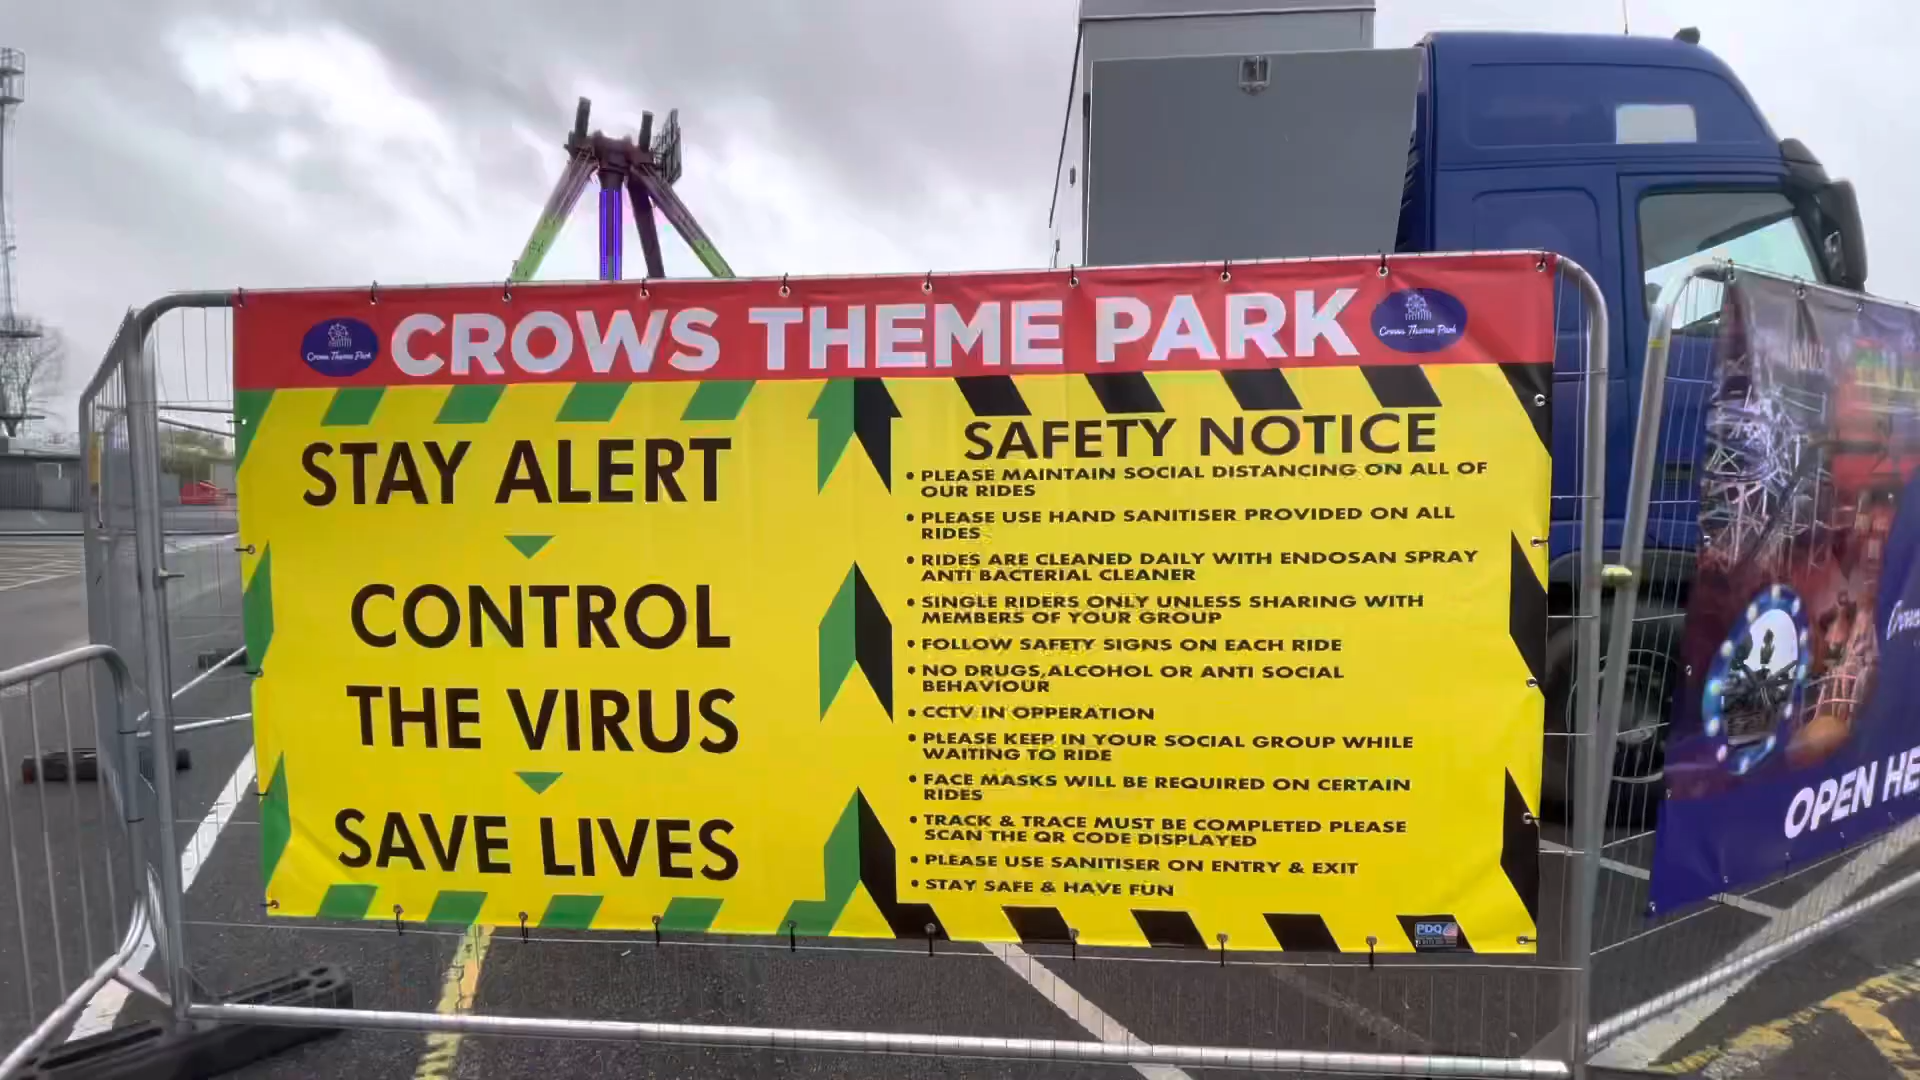 CROWS THEME PARK
Crows Theme Park
Crows Theme Park
STAY ALERT
CONTROL
THE VIRUS
SAVE LIVES
SAFETY NOTICE
• PLEASE MAINTAIN SOCIAL DISTANCING ON ALL OF
OUR RIDES
• PLEASE USE HAND SANITISER PROVIDED ON ALL
RIDES
• RIDES ARE CLEANED DAILY WITH ENDOSAN SPRAY
ANTI BACTERIAL CLEANER
• SINGLE RIDERS ONLY UNLESS SHARING WITH
MEMBERS OF YOUR GROUP
• FOLLOW SAFETY SIGNS ON EACH RIDE
• NO DRUGS,ALCOHOL OR ANTI SOCIAL
BEHAVIOUR
• CCTV IN OPPERATION
• PLEASE KEEP IN YOUR SOCIAL GROUP WHILE
WAITING TO RIDE
• FACE MASKS WILL BE REQUIRED ON CERTAIN
RIDES
• TRACK & TRACE MUST BE COMPLETED PLEASE
SCAN THE QR CODE DISPLAYED
• PLEASE USE SANITISER ON ENTRY & EXIT
• STAY SAFE & HAVE FUN
PDQ
OPEN HE